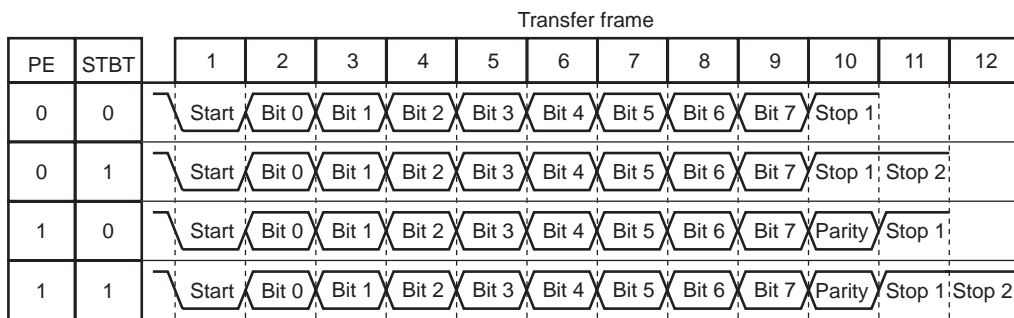 Transfer frame
PE STBT 1 2 3 4 5 6 7 8 9 10 11 12
0 0 Start Bit 0 Bit 1 Bit 2 Bit 3 Bit 4 Bit 5 Bit 6 Bit 7 Stop 1
0 1 Start Bit 0 Bit 1 Bit 2 Bit 3 Bit 4 Bit 5 Bit 6 Bit 7 Stop 1 Stop 2
1 0 Start Bit 0 Bit 1 Bit 2 Bit 3 Bit 4 Bit 5 Bit 6 Bit 7 Parity Stop 1
1 1 Start Bit 0 Bit 1 Bit 2 Bit 3 Bit 4 Bit 5 Bit 6 Bit 7 Parity Stop 1 Stop 2